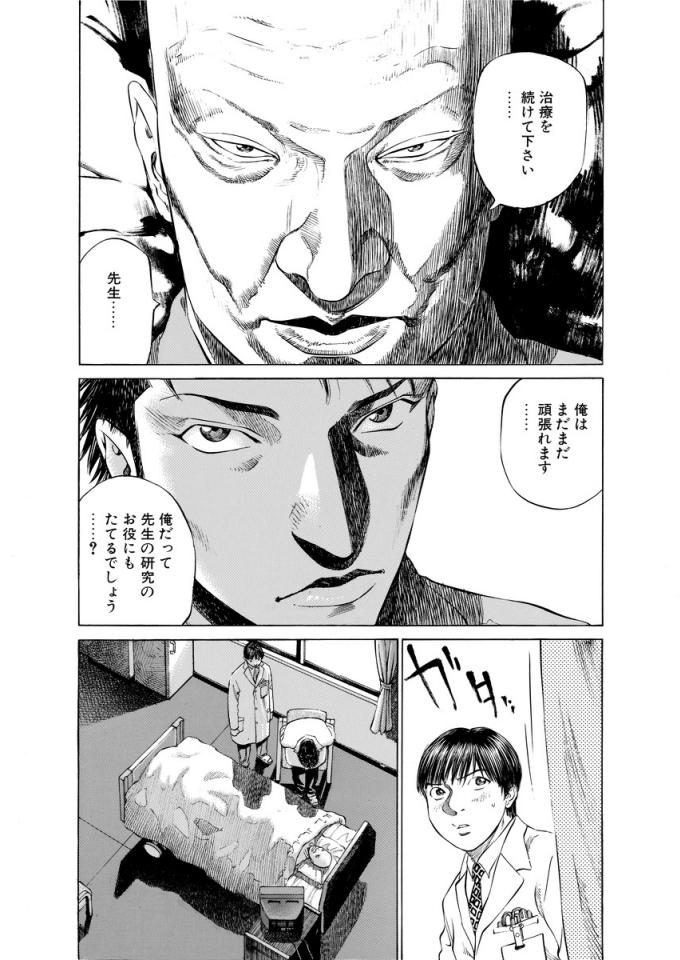 治療を
続けて下さい
……
先生……
俺は
まだまだ
頑張れます
……
俺だって
先生の研究の
お役にも
たてるでしょう
……?
ガタッ